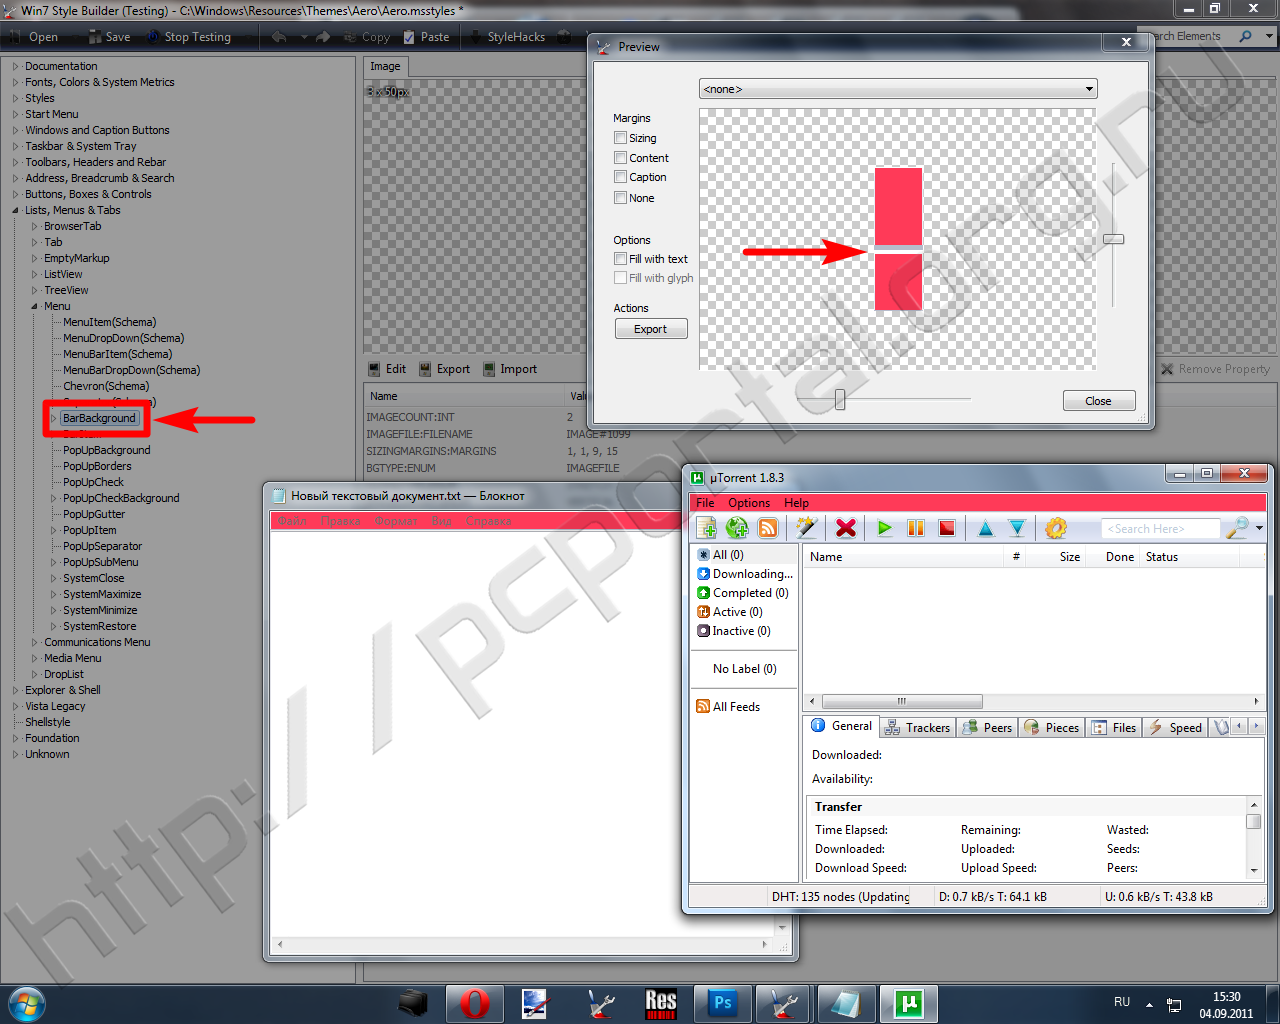 Win7 Style Builder (Testing) - C:\Windows\Resources\Themes\Aero\Aero.msstyles *
Open Save Stop Testing Copy Paste StyleHacks
Search Elements
Documentation
Fonts, Colors & System Metrics
Styles
Start Menu
Windows and Caption Buttons
Taskbar & System Tray
Toolbars, Headers and Rebar
Address, Breadcrumb & Search
Buttons, Boxes & Controls
Lists, Menus & Tabs
BrowserTab
Tab
EmptyMarkup
ListView
TreeView
Menu
MenuItem(Schema)
MenuDropDown(Schema)
MenuBarItem(Schema)
MenuBarDropDown(Schema)
Chevron(Schema)
BarBackground
PopUpBackground
PopUpBorders
PopUpCheck
PopUpCheckBackground
PopUpGutter
PopUpItem
PopUpSeparator
PopUpSubMenu
SystemClose
SystemMaximize
SystemMinimize
SystemRestore
Communications Menu
Media Menu
DropList
Explorer & Shell
Vista Legacy
Shellstyle
Foundation
Unknown
Image
3 x 50px
Edit Export Import
Remove Property
Name
IMAGECOUNT:INT 2
IMAGEFILE:FILENAME IMAGE#1099
SIZINGMARGINS:MARGINS 1, 1, 9, 15
BGTYPE:ENUM IMAGEFILE
Preview
<none>
Margins
Sizing
Content
Caption
None
Options
Fill with text
Fill with glyph
Actions
Export
Close
Новый текстовый документ.txt — Блокнот
Файл Правка Формат Вид Справка
µTorrent 1.8.3
File Options Help
<Search Here>
All (0)
Downloading...
Completed (0)
Active (0)
Inactive (0)
No Label (0)
All Feeds
Name # Size Done Status
General Trackers Peers Pieces Files Speed
Downloaded:
Availability:
Transfer
Time Elapsed: Remaining: Wasted:
Downloaded: Uploaded: Seeds:
Download Speed: Upload Speed: Peers:
DHT: 135 nodes (Updating D: 0.7 kB/s T: 64.1 kB U: 0.6 kB/s T: 43.8 kB
http://pcportal.org.ru
Res
Ps
µ
RU
15:30
04.09.2011